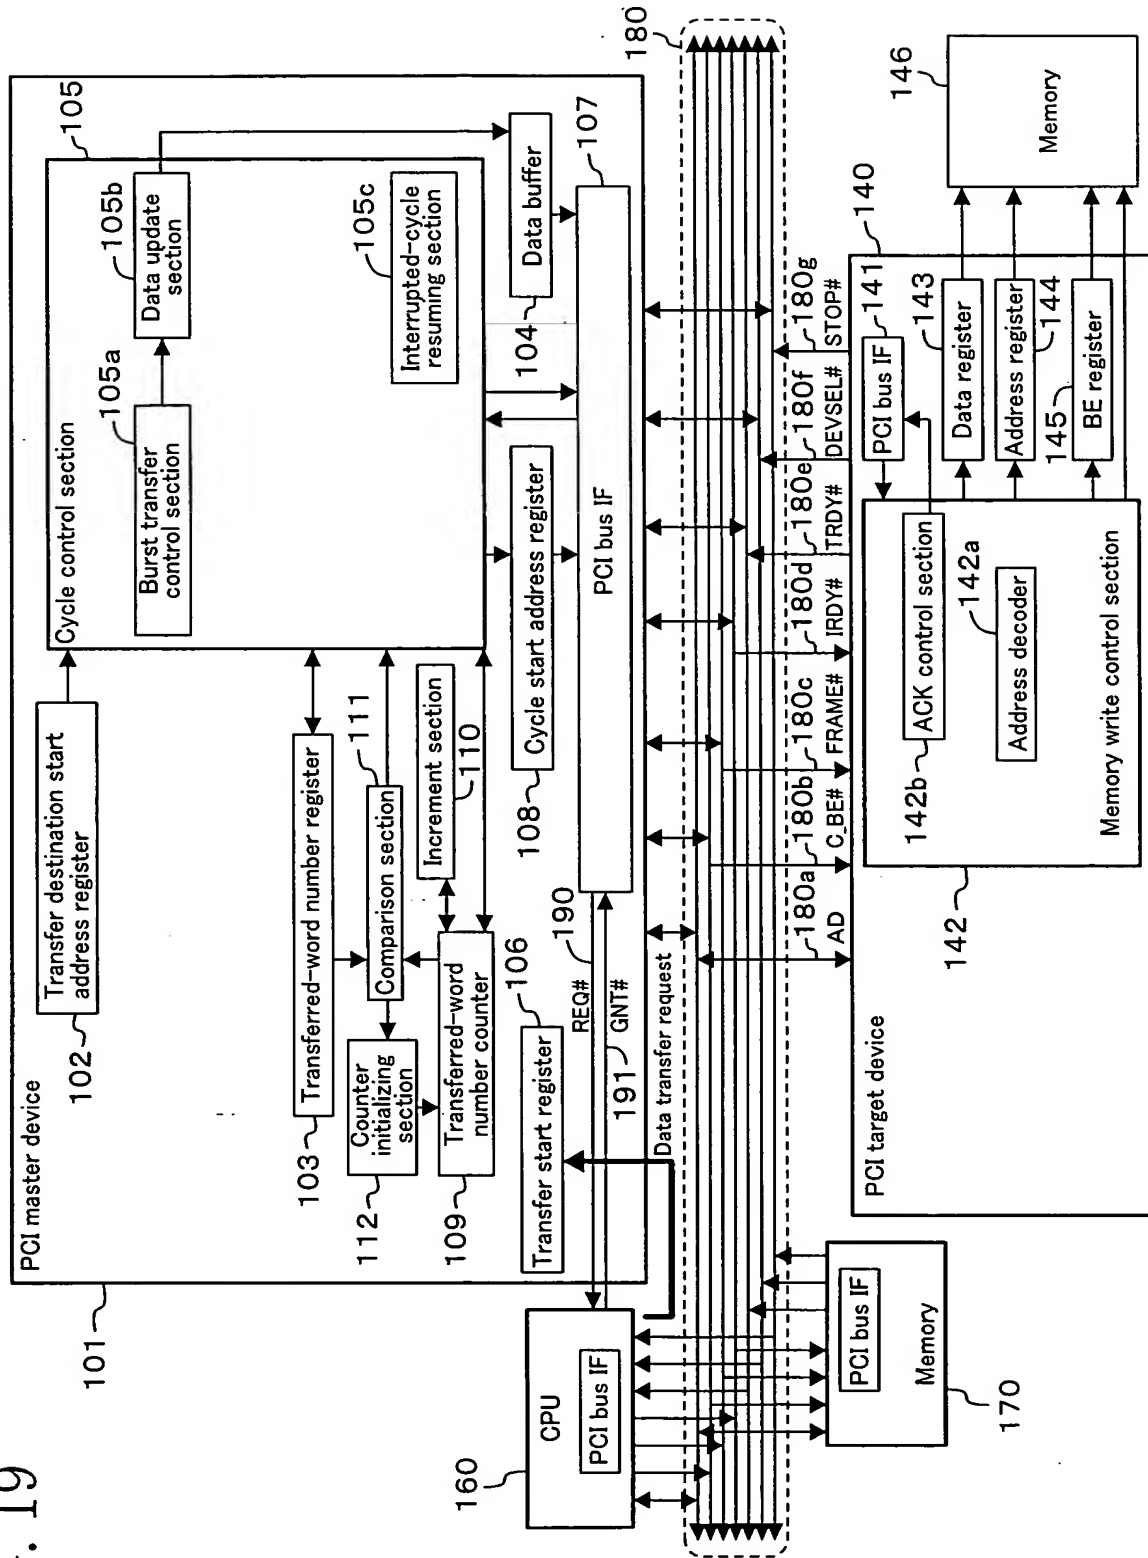 . 19
PCI master device
101
Transfer destination start
address register
102
Cycle control section
105
Burst transfer
control section
105a
Data update
section
105b
Interrupted-cycle
resuming section
105c
Transferred-word number register
103
Comparison section
111
Counter
initializing
section
112
Transferred-word
number counter
109
Increment section
110
Cycle start address register
108
Data buffer
104
Transfer start register
106
PCI bus IF
107
REQ#
190
GNT#
191
Data transfer request
CPU
PCI bus IF
160
180
Memory
PCI bus IF
170
AD
180a
C_BE#
180b
FRAME#
180c
IRDY#
180d
TRDY#
180e
DEVSEL#
180f
STOP#
180g
PCI target device
140
PCI bus IF
141
142
ACK control section
142b
Address decoder
142a
Memory write control section
Data register
143
Address register
144
BE register
145
Memory
146